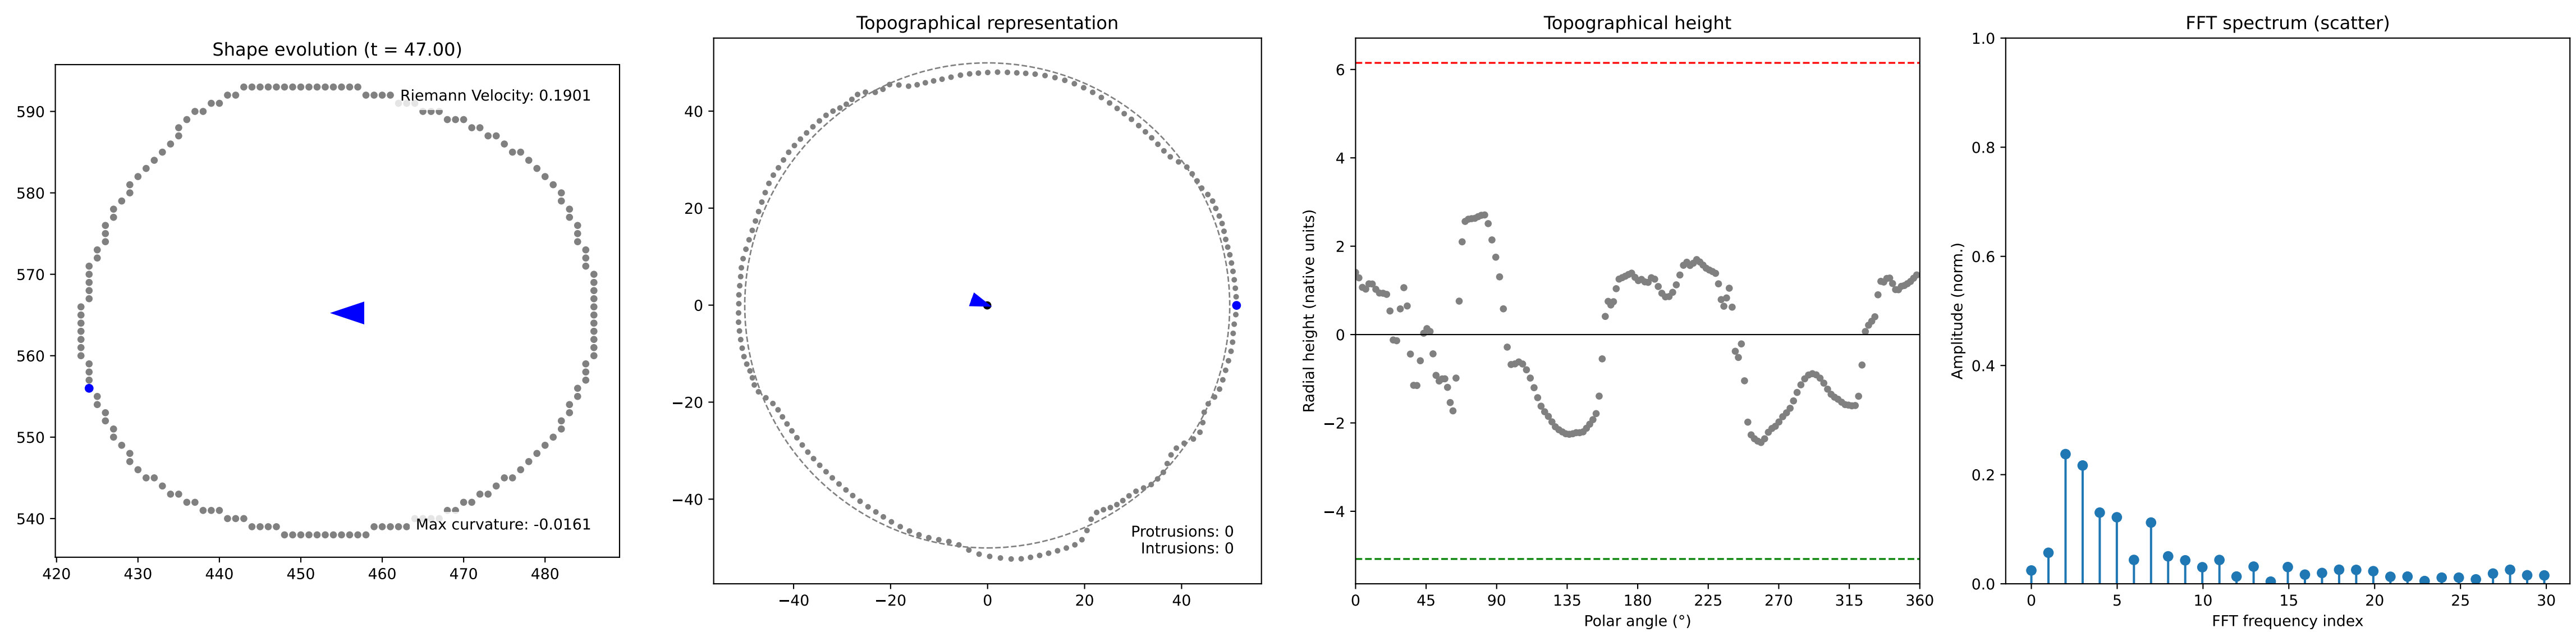 Shape evolution (t = 47.00)
Riemann Velocity: 0.1901
Max curvature: -0.0161
590
580
570
560
550
540
420 430 440 450 460 470 480
Topographical representation
40
20
0
−20
−40
−40 −20 0 20 40
Protrusions: 0
Intrusions: 0
Topographical height
Radial height (native units)
6
4
2
0
−2
−4
0 45 90 135 180 225 270 315 360
Polar angle (°)
FFT spectrum (scatter)
Amplitude (norm.)
1.0
0.8
0.6
0.4
0.2
0.0
0 5 10 15 20 25 30
FFT frequency index